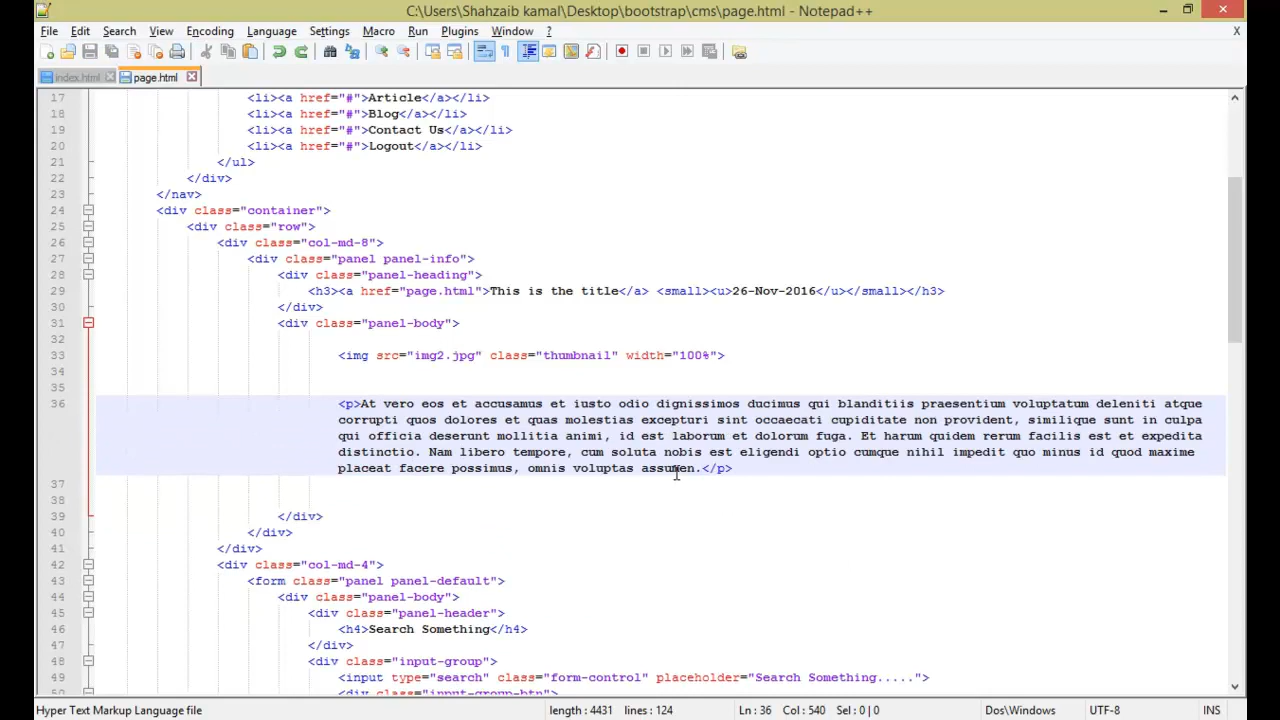 C:\Users\Shahzaib kamal\Desktop\bootstrap\cms\page.html - Notepad++
File Edit Search View Encoding Language Settings Macro Run Plugins Window ? X
index.html page.html
17 <li><a href="#">Article</a></li>
18 <li><a href="#">Blog</a></li>
19 <li><a href="#">Contact Us</a></li>
20 <li><a href="#">Logout</a></li>
21 </ul>
22 </div>
23 </nav>
24 <div class="container">
25 <div class="row">
26 <div class="col-md-8">
27 <div class="panel panel-info">
28 <div class="panel-heading">
29 <h3><a href="page.html">This is the title</a> <small><u>26-Nov-2016</u></small></h3>
30 </div>
31 <div class="panel-body">
32
33 <img src="img2.jpg" class="thumbnail" width="100%">
34
35
36 <p>At vero eos et accusamus et iusto odio dignissimos ducimus qui blanditiis praesentium voluptatum deleniti atque
corrupti quos dolores et quas molestias excepturi sint occaecati cupiditate non provident, similique sunt in culpa
qui officia deserunt mollitia animi, id est laborum et dolorum fuga. Et harum quidem rerum facilis est et expedita
distinctio. Nam libero tempore, cum soluta nobis est eligendi optio cumque nihil impedit quo minus id quod maxime
placeat facere possimus, omnis voluptas assumen.</p>
37
38
39 </div>
40 </div>
41 </div>
42 <div class="col-md-4">
43 <form class="panel panel-default">
44 <div class="panel-body">
45 <div class="panel-header">
46 <h4>Search Something</h4>
47 </div>
48 <div class="input-group">
49 <input type="search" class="form-control" placeholder="Search Something.....">
50 <div class="input-group-btn">
Hyper Text Markup Language file length : 4431 lines : 124 Ln : 36 Col : 540 Sel : 0 | 0 Dos\Windows UTF-8 INS